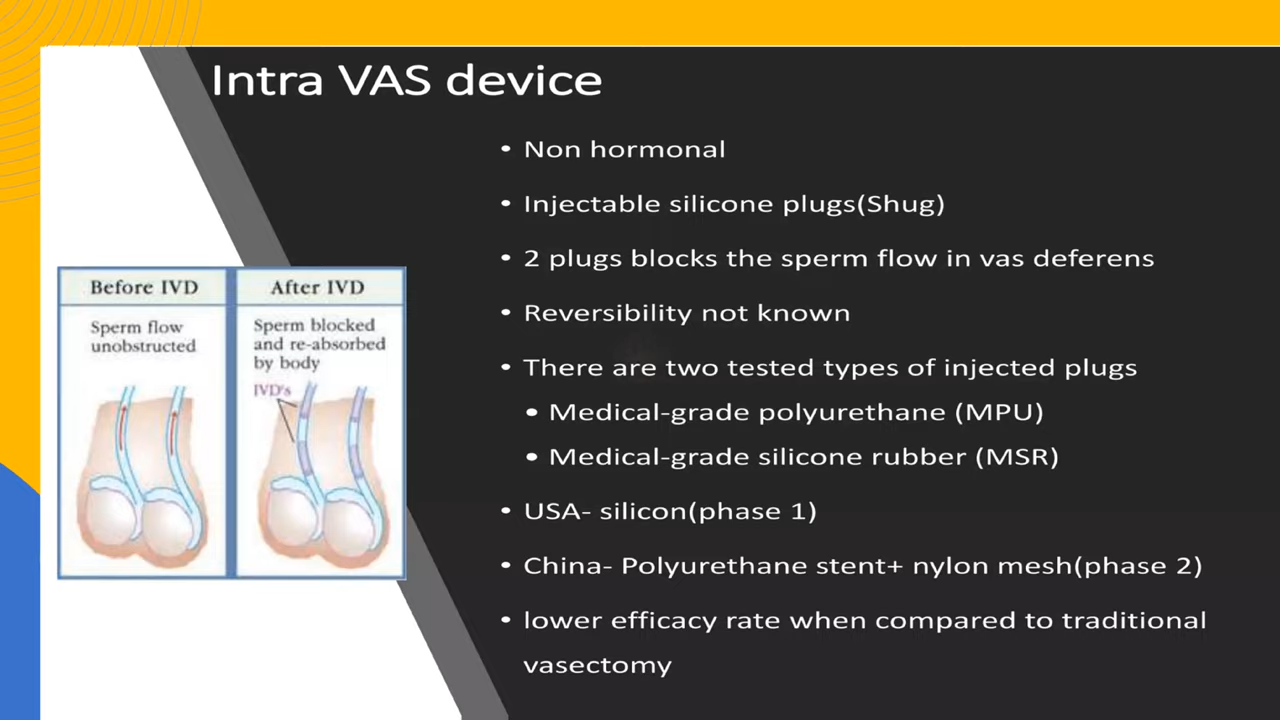 Intra VAS device
• Non hormonal
• Injectable silicone plugs(Shug)
• 2 plugs blocks the sperm flow in vas deferens
• Reversibility not known
• There are two tested types of injected plugs
• Medical-grade polyurethane (MPU)
• Medical-grade silicone rubber (MSR)
• USA- silicon(phase 1)
• China- Polyurethane stent+ nylon mesh(phase 2)
• lower efficacy rate when compared to traditional
vasectomy
Before IVD
Sperm flow
unobstructed
After IVD
Sperm blocked
and re-absorbed
by body
IVD's